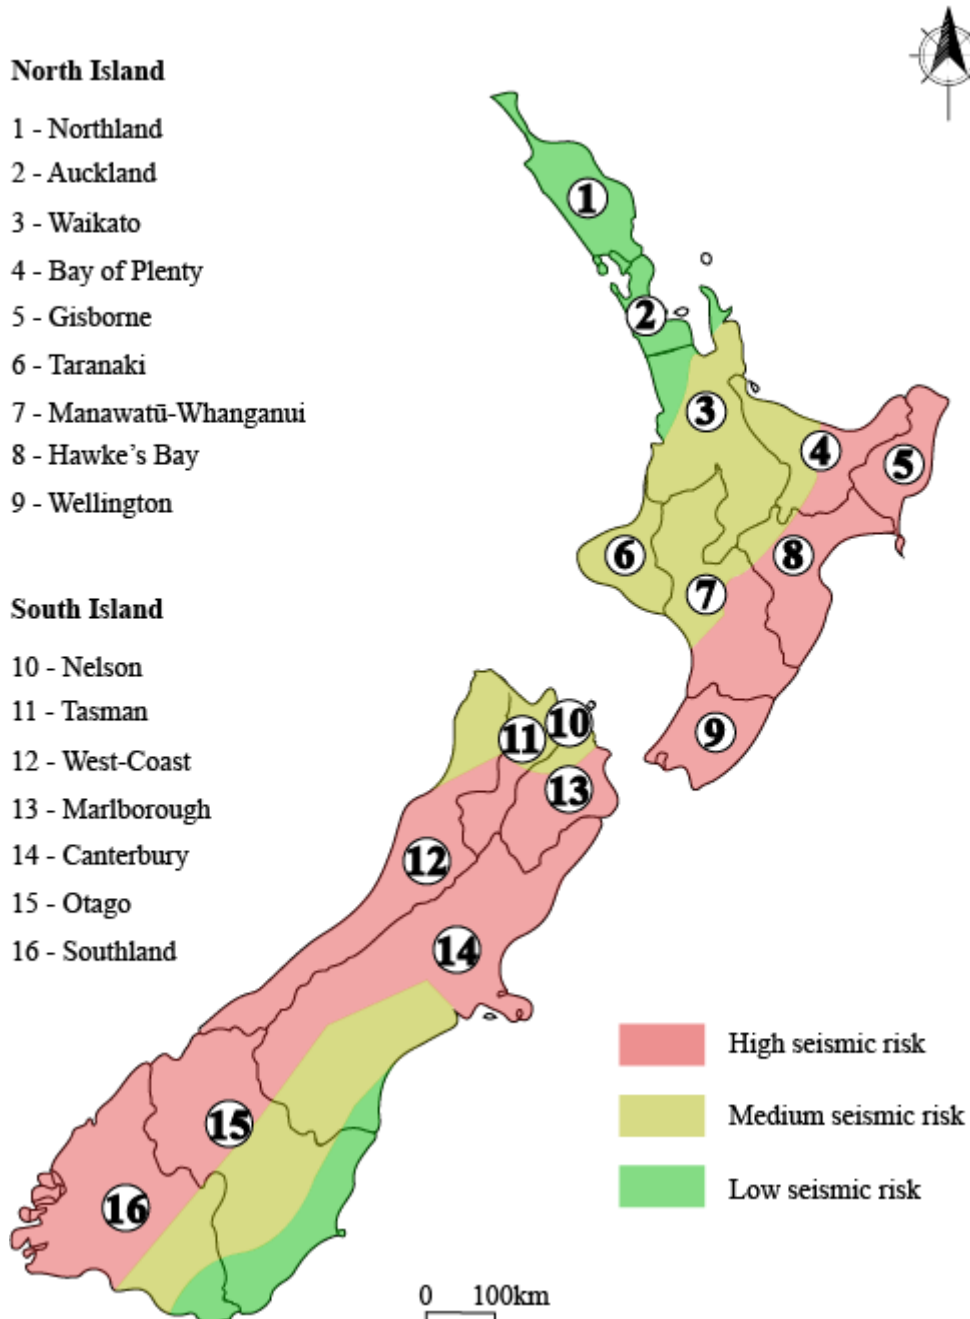 North Island
1 - Northland
2 - Auckland
3 - Waikato
4 - Bay of Plenty
5 - Gisborne
6 - Taranaki
7 - Manawatū-Whanganui
8 - Hawke's Bay
9 - Wellington
South Island
10 - Nelson
11 - Tasman
12 - West-Coast
13 - Marlborough
14 - Canterbury
15 - Otago
16 - Southland
1
2
3
4
5
6
8
7
9
10
11
13
12
14
15
16
High seismic risk
Medium seismic risk
Low seismic risk
0 100km